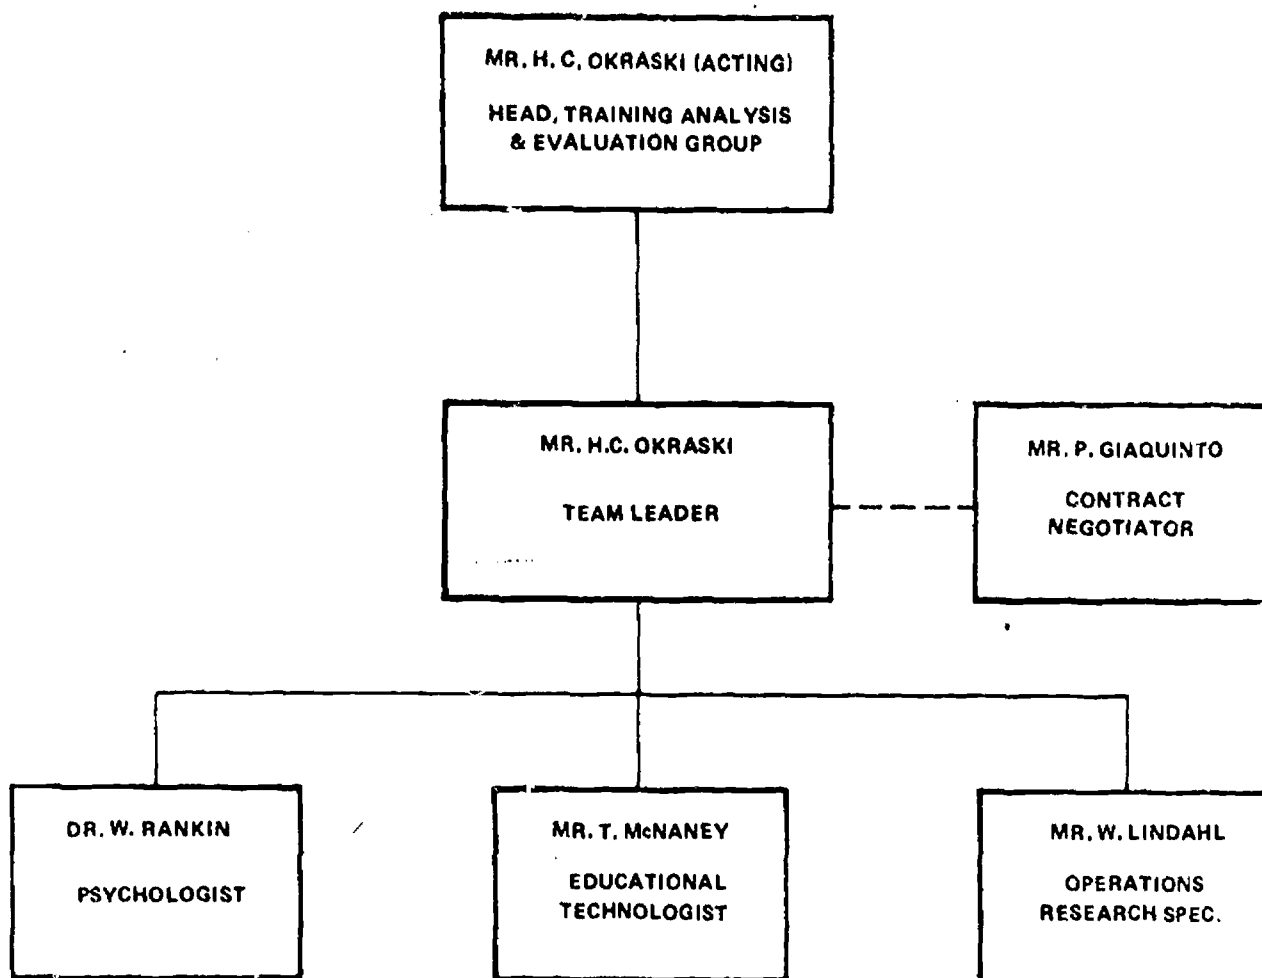 MR. H. C. OKRASKI (ACTING)
HEAD, TRAINING ANALYSIS
& EVALUATION GROUP
MR. H.C. OKRASKI
TEAM LEADER
MR. P. GIAQUINTO
CONTRACT
NEGOTIATOR
DR. W. RANKIN
PSYCHOLOGIST
MR. T. McNANEY
EDUCATIONAL
TECHNOLOGIST
MR. W. LINDAHL
OPERATIONS
RESEARCH SPEC.